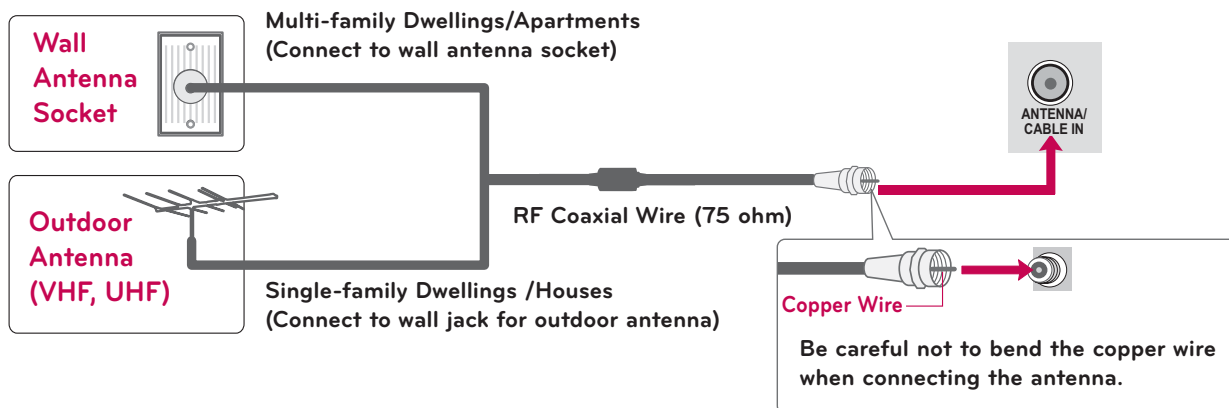 Multi-family Dwellings/Apartments
(Connect to wall antenna socket)
Wall
Antenna
Socket
ANTENNA/
CABLE IN
RF Coaxial Wire (75 ohm)
Outdoor
Antenna
(VHF, UHF)
Single-family Dwellings /Houses
(Connect to wall jack for outdoor antenna)
Copper Wire
Be careful not to bend the copper wire
when connecting the antenna.